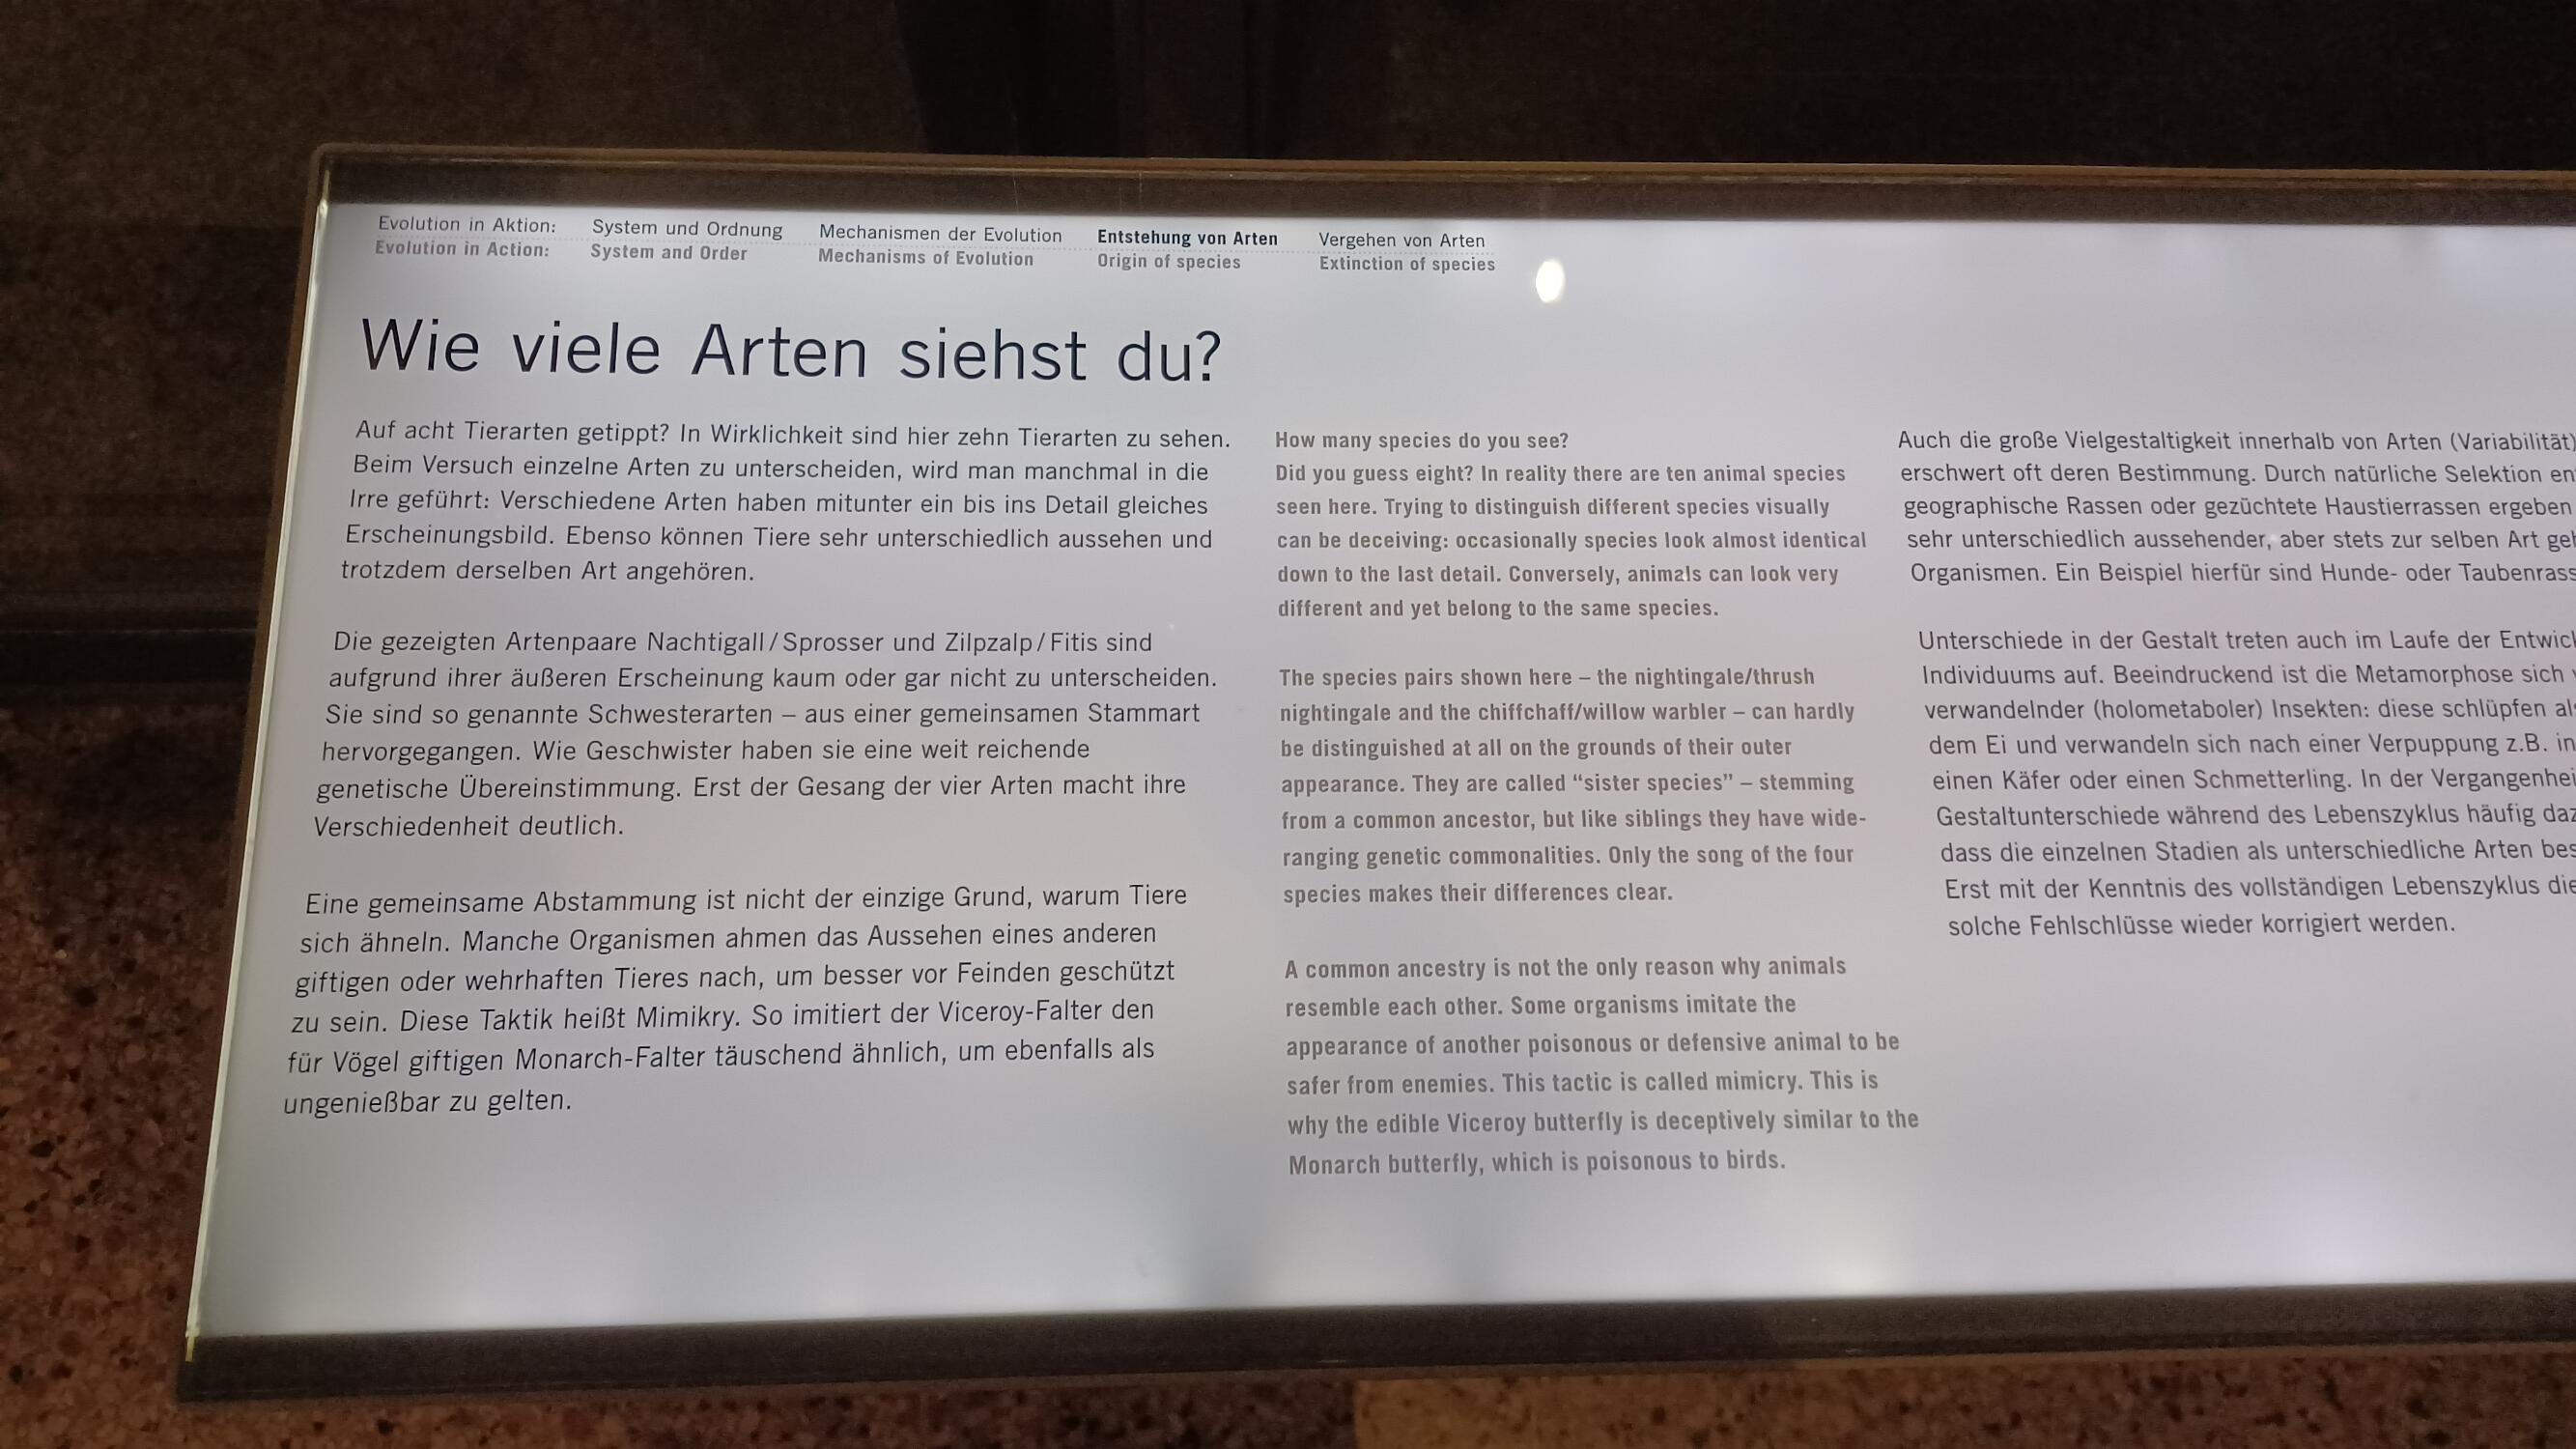 Evolution in Aktion: System und Ordnung Mechanismen der Evolution Entstehung von Arten Vergehen von Arten
Evolution in Action: System and Order Mechanisms of Evolution Origin of species Extinction of species
Wie viele Arten siehst du?
Auf acht Tierarten getippt? In Wirklichkeit sind hier zehn Tierarten zu sehen.
Beim Versuch einzelne Arten zu unterscheiden, wird man manchmal in die
Irre geführt: Verschiedene Arten haben mitunter ein bis ins Detail gleiches
Erscheinungsbild. Ebenso können Tiere sehr unterschiedlich aussehen und
trotzdem derselben Art angehören.
Die gezeigten Artenpaare Nachtigall/Sprosser und Zilpzalp/Fitis sind
aufgrund ihrer äußeren Erscheinung kaum oder gar nicht zu unterscheiden.
Sie sind so genannte Schwesterarten – aus einer gemeinsamen Stammart
hervorgegangen. Wie Geschwister haben sie eine weit reichende
genetische Übereinstimmung. Erst der Gesang der vier Arten macht ihre
Verschiedenheit deutlich.
Eine gemeinsame Abstammung ist nicht der einzige Grund, warum Tiere
sich ähneln. Manche Organismen ahmen das Aussehen eines anderen
giftigen oder wehrhaften Tieres nach, um besser vor Feinden geschützt
zu sein. Diese Taktik heißt Mimikry. So imitiert der Viceroy-Falter den
für Vögel giftigen Monarch-Falter täuschend ähnlich, um ebenfalls als
ungenießbar zu gelten.
How many species do you see?
Did you guess eight? In reality there are ten animal species
seen here. Trying to distinguish different species visually
can be deceiving: occasionally species look almost identical
down to the last detail. Conversely, animals can look very
different and yet belong to the same species.
The species pairs shown here – the nightingale/thrush
nightingale and the chiffchaff/willow warbler – can hardly
be distinguished at all on the grounds of their outer
appearance. They are called “sister species” – stemming
from a common ancestor, but like siblings they have wide-
ranging genetic commonalities. Only the song of the four
species makes their differences clear.
A common ancestry is not the only reason why animals
resemble each other. Some organisms imitate the
appearance of another poisonous or defensive animal to be
safer from enemies. This tactic is called mimicry. This is
why the edible Viceroy butterfly is deceptively similar to the
Monarch butterfly, which is poisonous to birds.
Auch die große Vielgestaltigkeit innerhalb von Arten (Variabilität)
erschwert oft deren Bestimmung. Durch natürliche Selektion
geographische Rassen oder gezüchtete Haustierrassen ergeben
sehr unterschiedlich aussehender, aber stets zur selben Art
Organismen. Ein Beispiel hierfür sind Hunde- oder
Unterschiede in der Gestalt treten auch im Laufe der
Individuums auf. Beeindruckend ist die Metamorphose sich
verwandelnder (holometaboler) Insekten: diese schlüpfen
dem Ei und verwandeln sich nach einer Verpuppung z.B. in
einen Käfer oder einen Schmetterling. In der
Gestaltunterschiede während des Lebenszyklus häufig
dass die einzelnen Stadien als unterschiedliche Arten
Erst mit der Kenntnis des vollständigen Lebenszyklus
solche Fehlschlüsse wieder korrigiert werden.